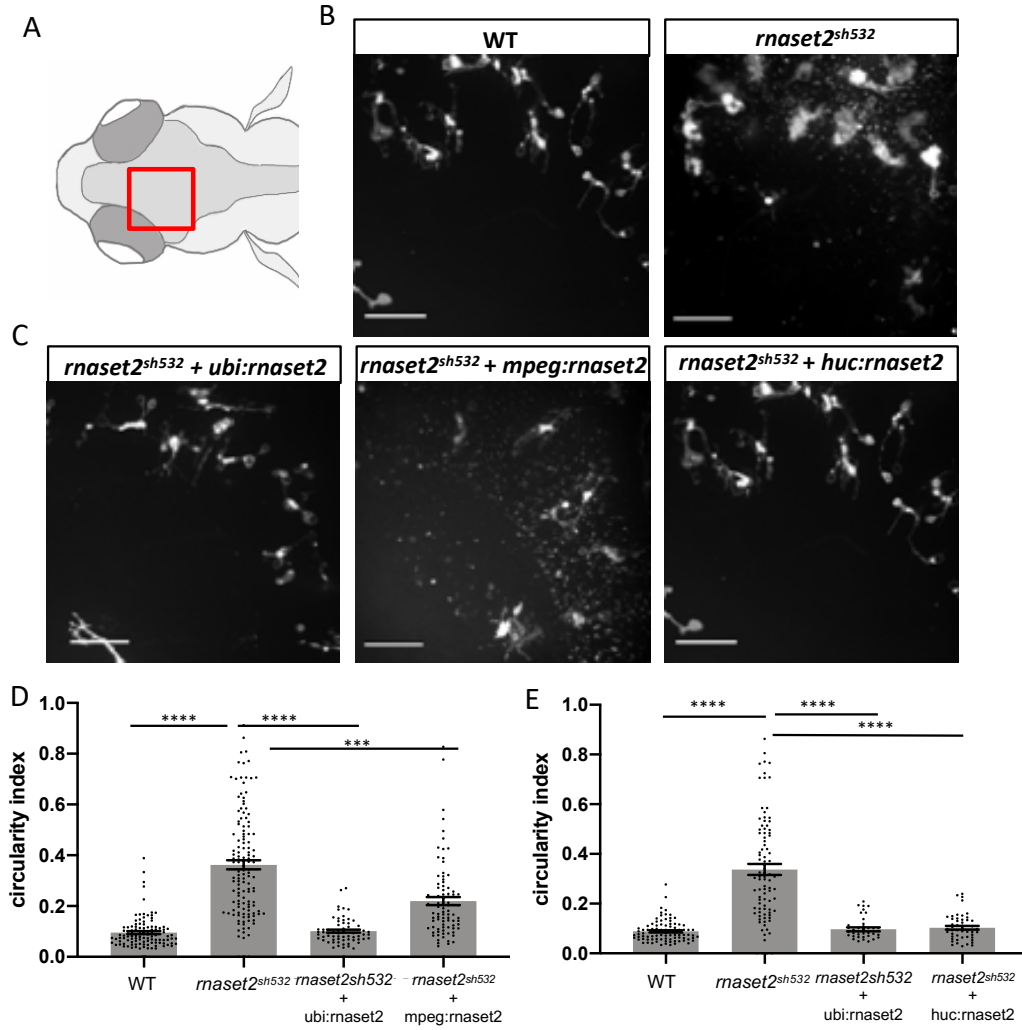 A
B
WT
rnaset2sh532
C
rnaset2sh532 + ubi:rnaset2
rnaset2sh532 + mpeg:rnaset2
rnaset2sh532 + huc:rnaset2
D
circularity index
1.0
0.8
0.6
0.4
0.2
0.0
****
****
***
WT
rnaset2sh532
rnaset2sh532
+
ubi:rnaset2
rnaset2sh532
+
mpeg:rnaset2
E
circularity index
1.0
0.8
0.6
0.4
0.2
0.0
****
****
****
WT
rnaset2sh532
rnaset2sh532
+
ubi:rnaset2
rnaset2sh532
+
huc:rnaset2